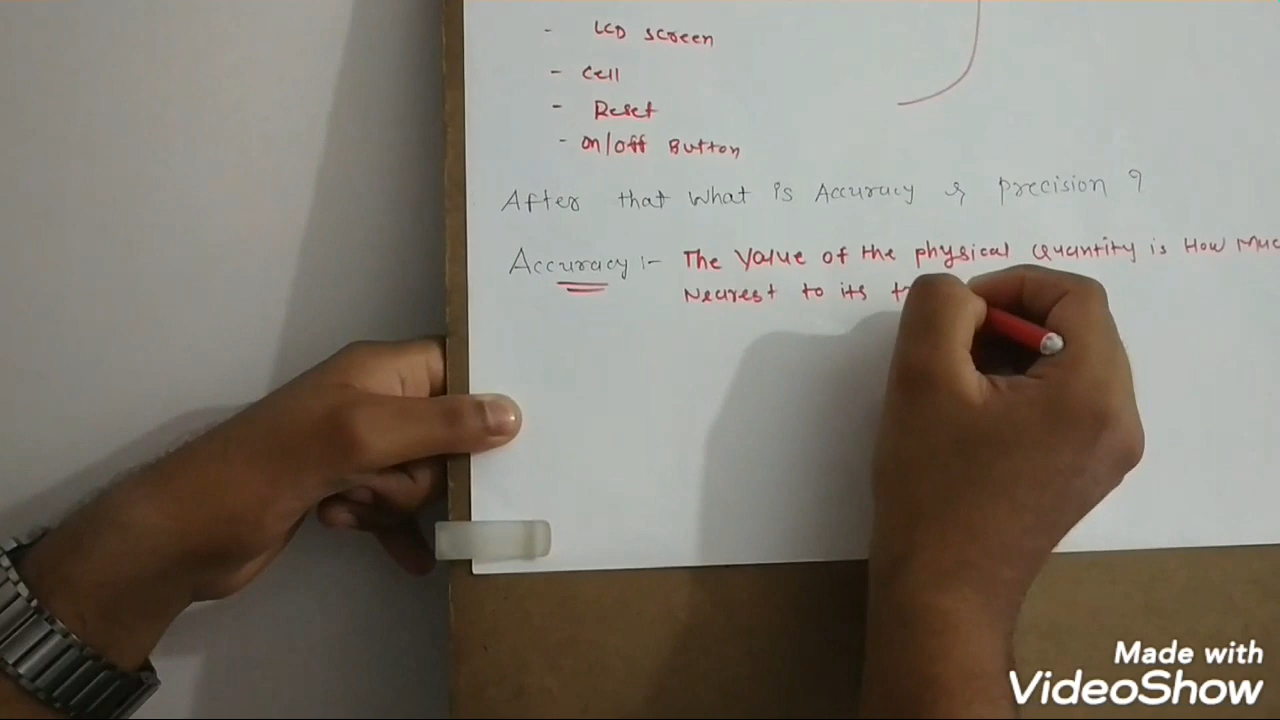 - LCD screen
- Cell
- Reset
- On/Off Button
After that What is Accuracy & precision ?
Accuracy :- The Value of the physical Quantity is How Much
Nearest to its
Made with
VideoShow